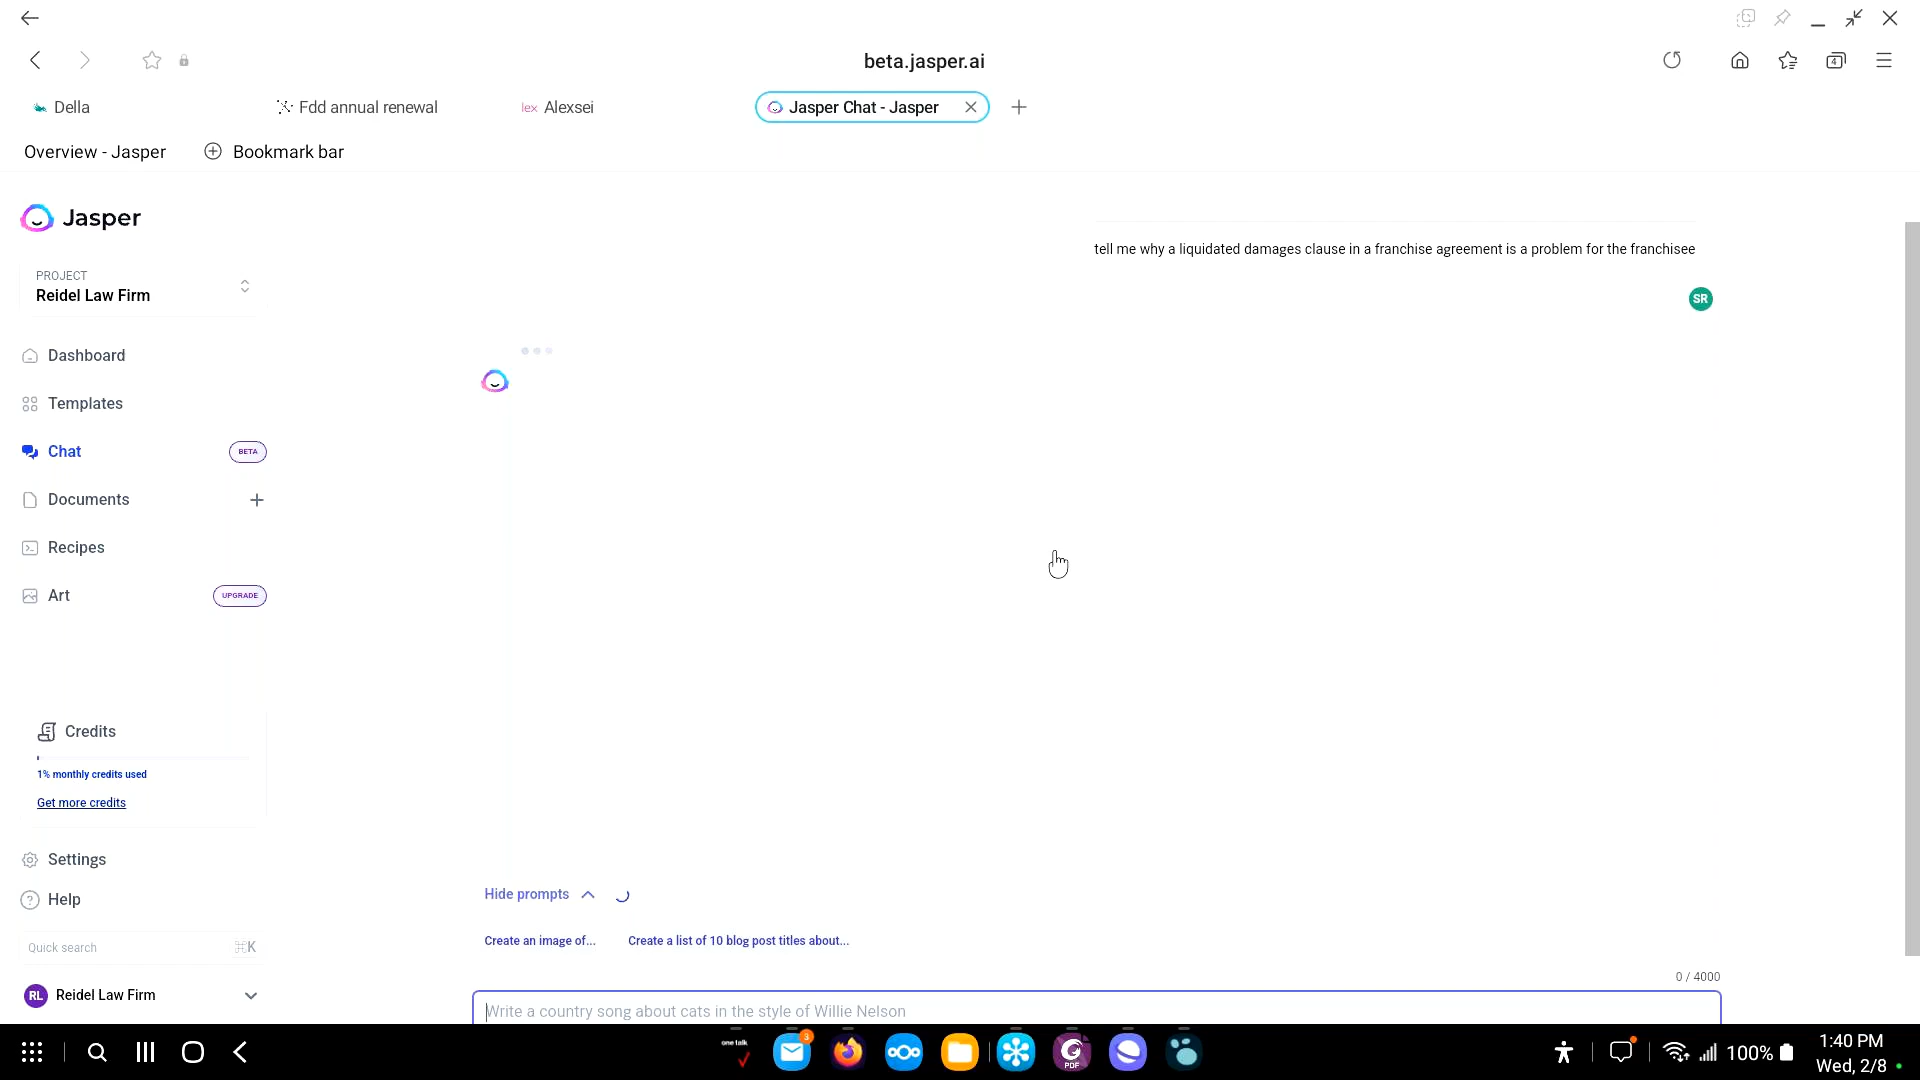 beta.jasper.ai
4
Della
Fdd annual renewal
lex Alexsei
Jasper Chat - Jasper
Overview - Jasper
Bookmark bar
Jasper
PROJECT
Reidel Law Firm
Dashboard
Templates
Chat
BETA
Documents
Recipes
Art
UPGRADE
Credits
1% monthly credits used
Get more credits
Settings
Help
Quick search
⌘K
RL Reidel Law Firm
tell me why a liquidated damages clause in a franchise agreement is a problem for the franchisee
SR
Hide prompts
Create an image of...
Create a list of 10 blog post titles about...
0 / 4000
Write a country song about cats in the style of Willie Nelson
one talk
3
PDF
100%
1:40 PM
Wed, 2/8